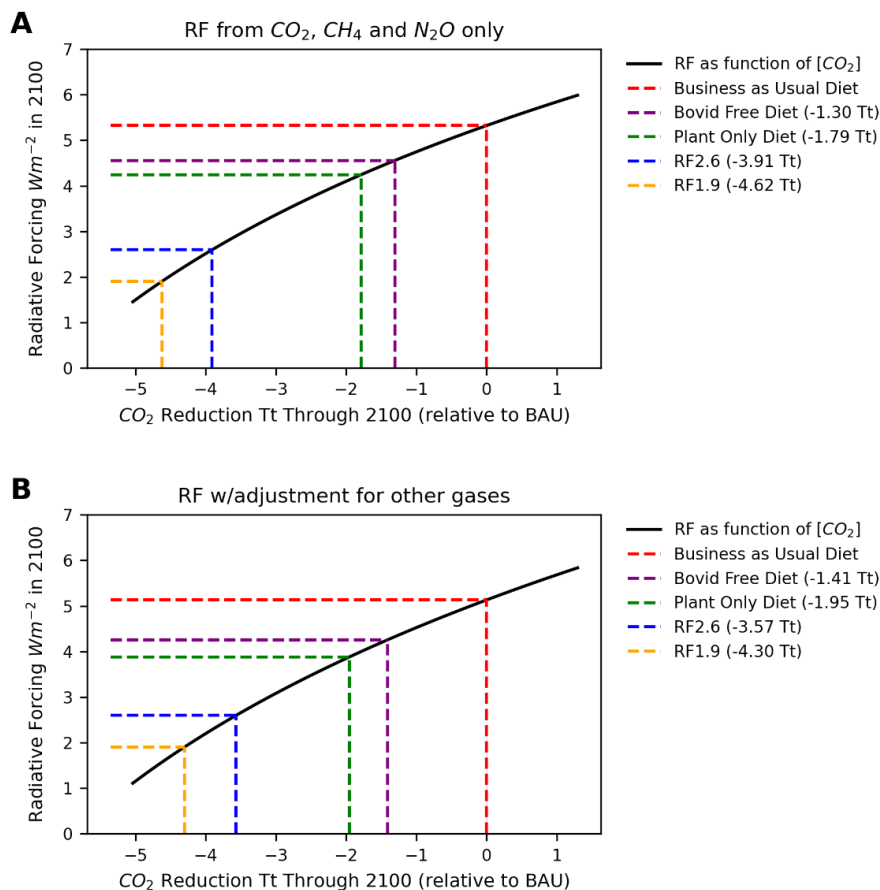 A
RF from CO₂, CH₄ and N₂O only
7
6
5
4
3
2
1
0
Radiative Forcing Wm⁻² in 2100
−5 −4 −3 −2 −1 0 1
CO₂ Reduction Tt Through 2100 (relative to BAU)
RF as function of [CO₂]
Business as Usual Diet
Bovid Free Diet (-1.30 Tt)
Plant Only Diet (-1.79 Tt)
RF2.6 (-3.91 Tt)
RF1.9 (-4.62 Tt)
B
RF w/adjustment for other gases
7
6
5
4
3
2
1
0
Radiative Forcing Wm⁻² in 2100
−5 −4 −3 −2 −1 0 1
CO₂ Reduction Tt Through 2100 (relative to BAU)
RF as function of [CO₂]
Business as Usual Diet
Bovid Free Diet (-1.41 Tt)
Plant Only Diet (-1.95 Tt)
RF2.6 (-3.57 Tt)
RF1.9 (-4.30 Tt)